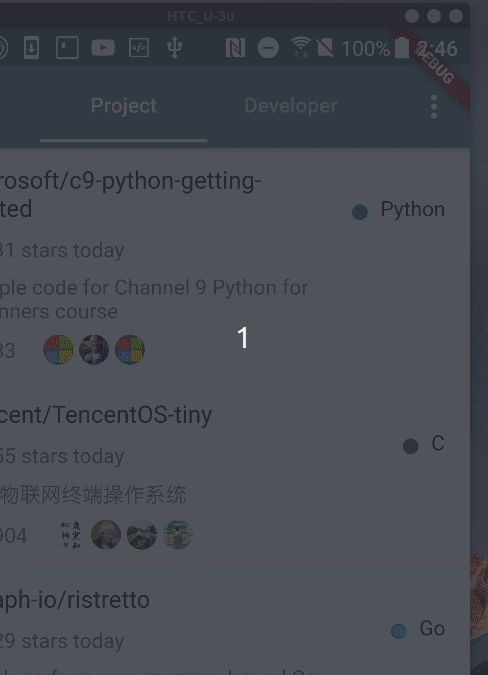 HTC_U-3u
100% 2:46
DEBUG
Project Developer
rosoft/c9-python-getting-
ted
Python
31 stars today
ple code for Channel 9 Python for
nners course
33
1
cent/TencentOS-tiny
C
55 stars today
物联网终端操作系统
904
aph-io/ristretto
Go
29 stars today